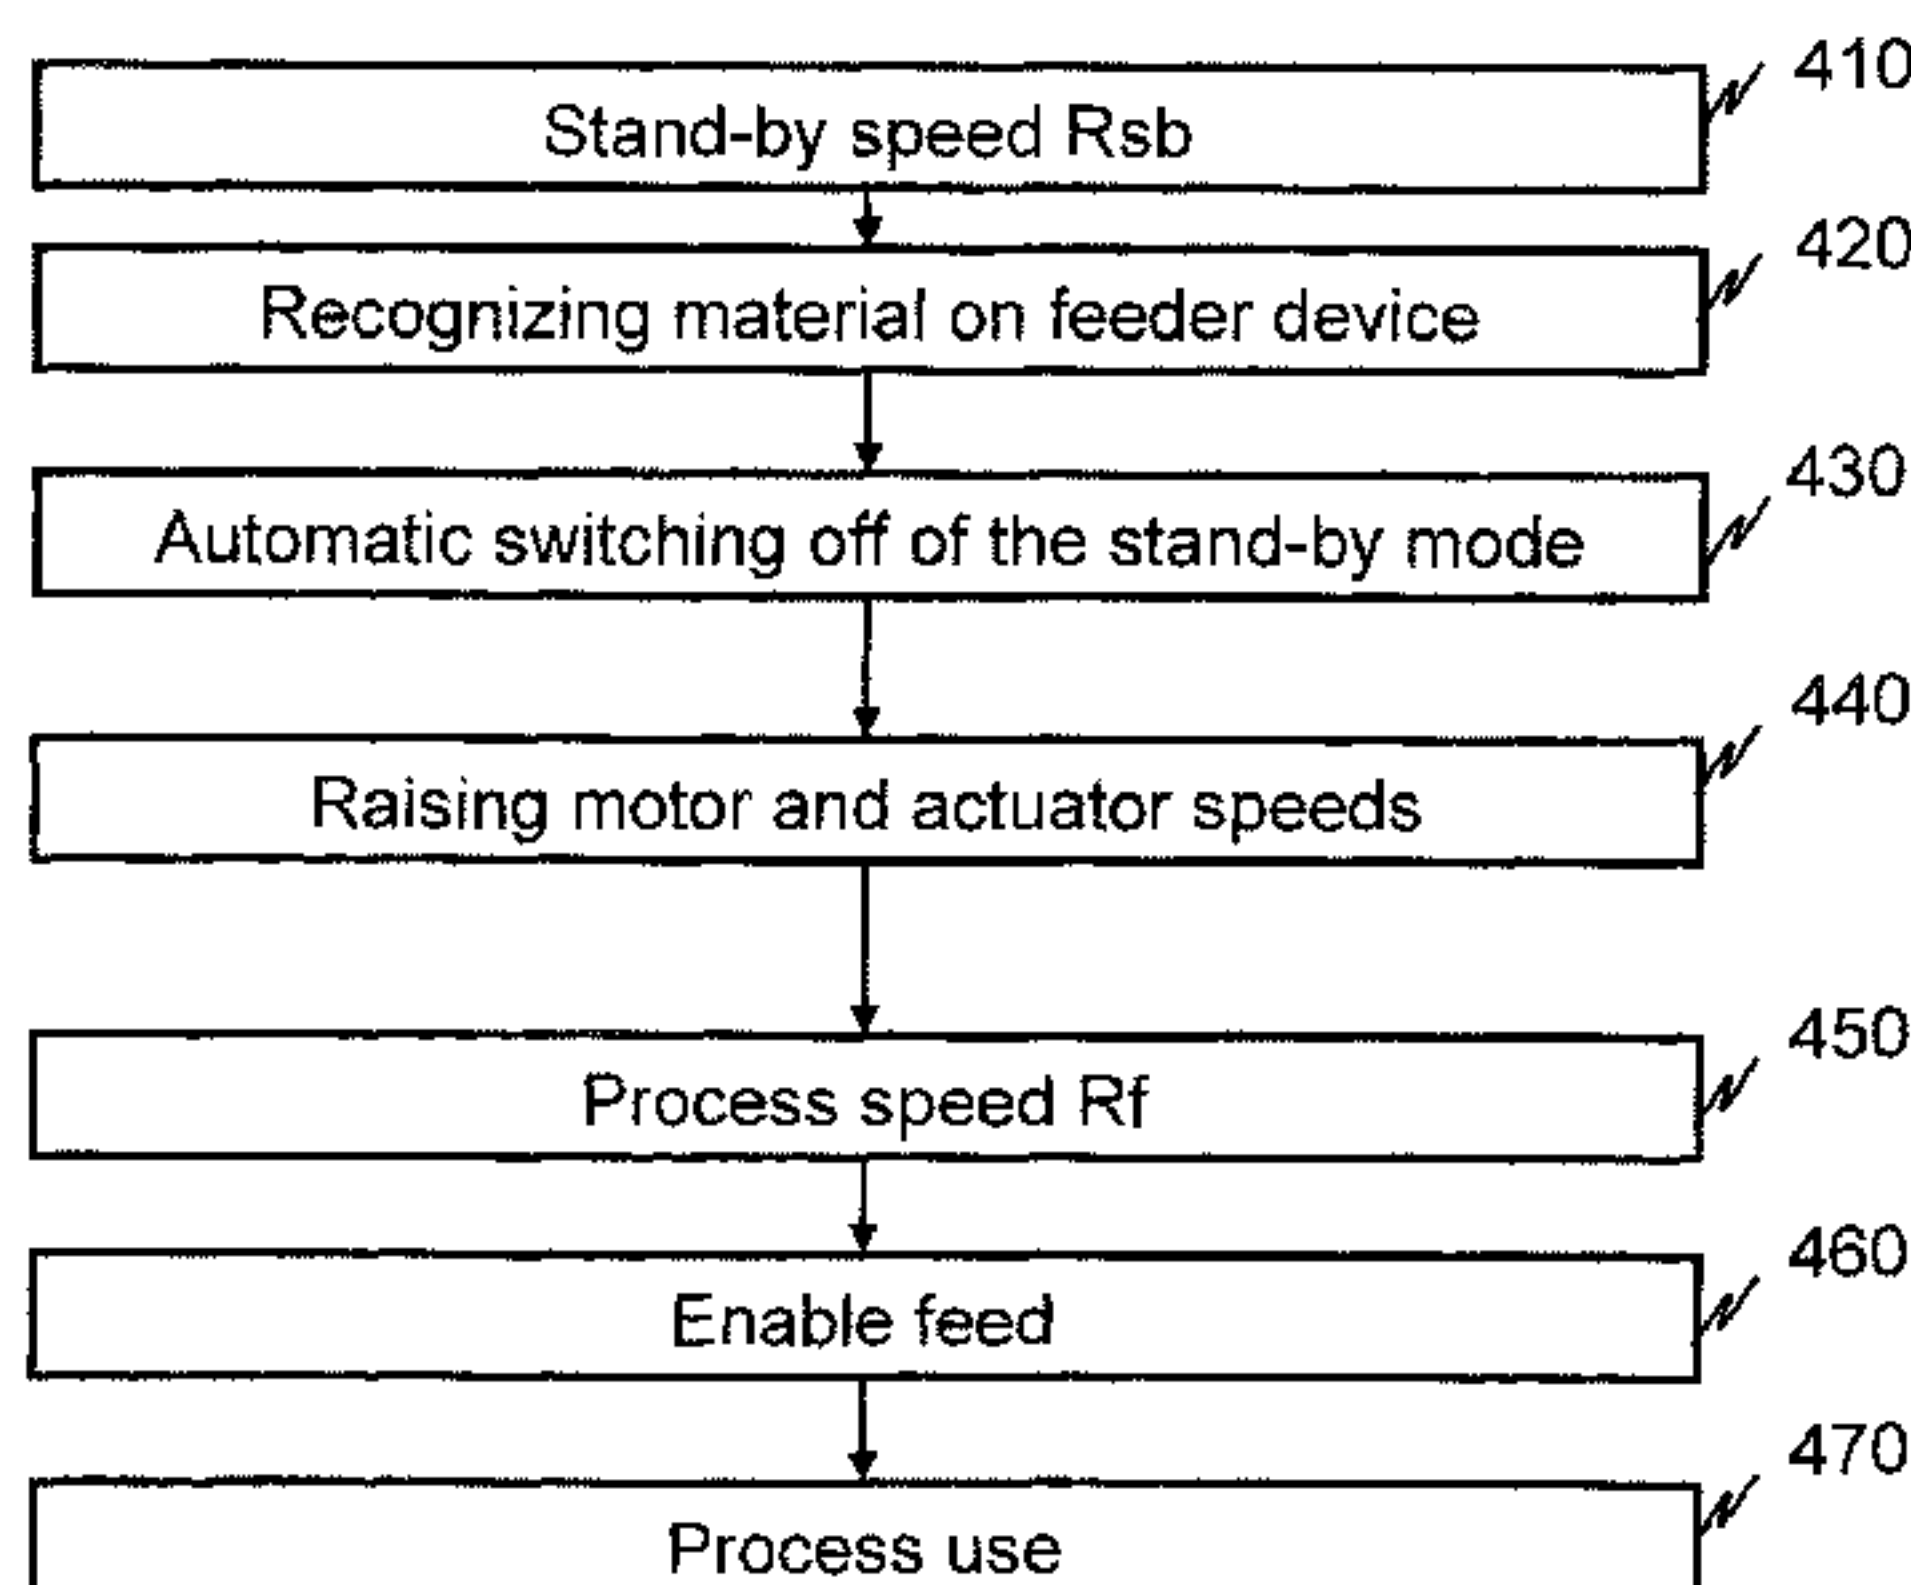 410
Stand-by speed Rsb
420
Recognizing material on feeder device
430
Automatic switching off of the stand-by mode
440
Raising motor and actuator speeds
450
Process speed Rf
460
Enable feed
470
Process use